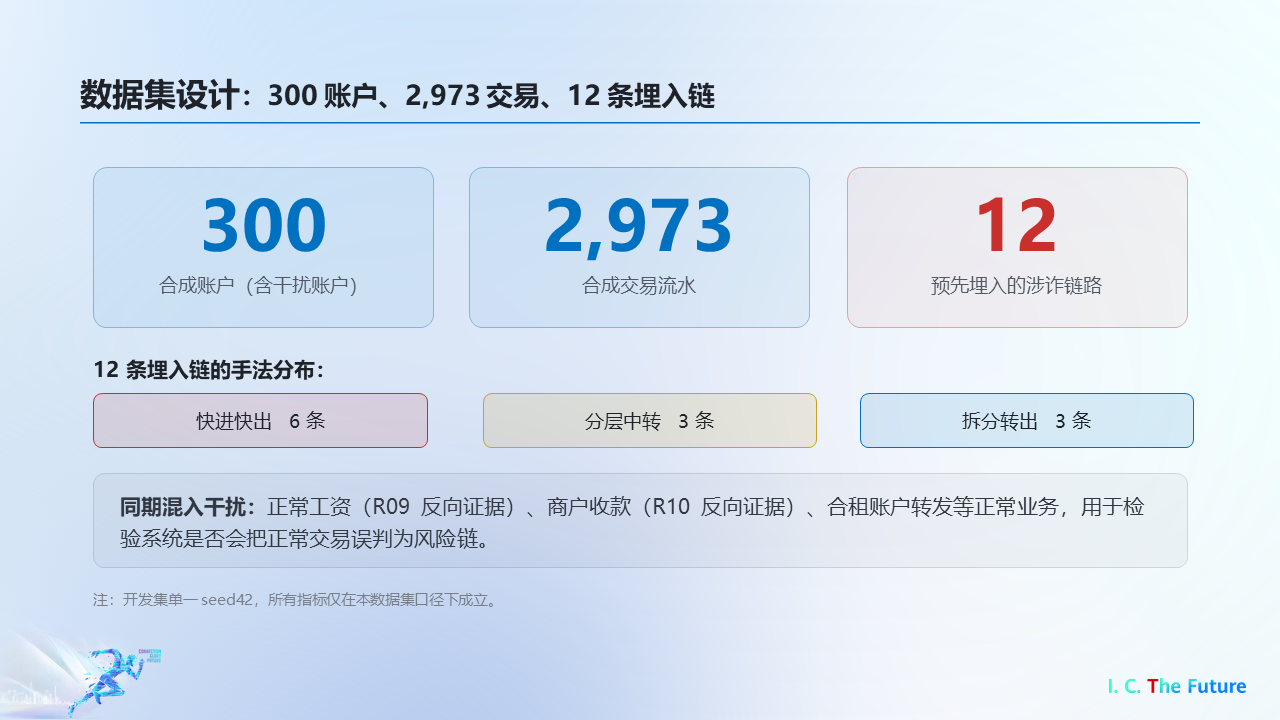 数据集设计：300 账户、2,973 交易、12 条埋入链
300
合成账户（含干扰账户）
2,973
合成交易流水
12
预先埋入的涉诈链路
12 条埋入链的手法分布：
快进快出 6 条
分层中转 3 条
拆分转出 3 条
同期混入干扰：正常工资（R09 反向证据）、商户收款（R10 反向证据）、合租账户转发等正常业务，用于检
验系统是否会把正常交易误判为风险链。
注：开发集单一 seed42，所有指标仅在本数据集口径下成立。
I. C. The Future